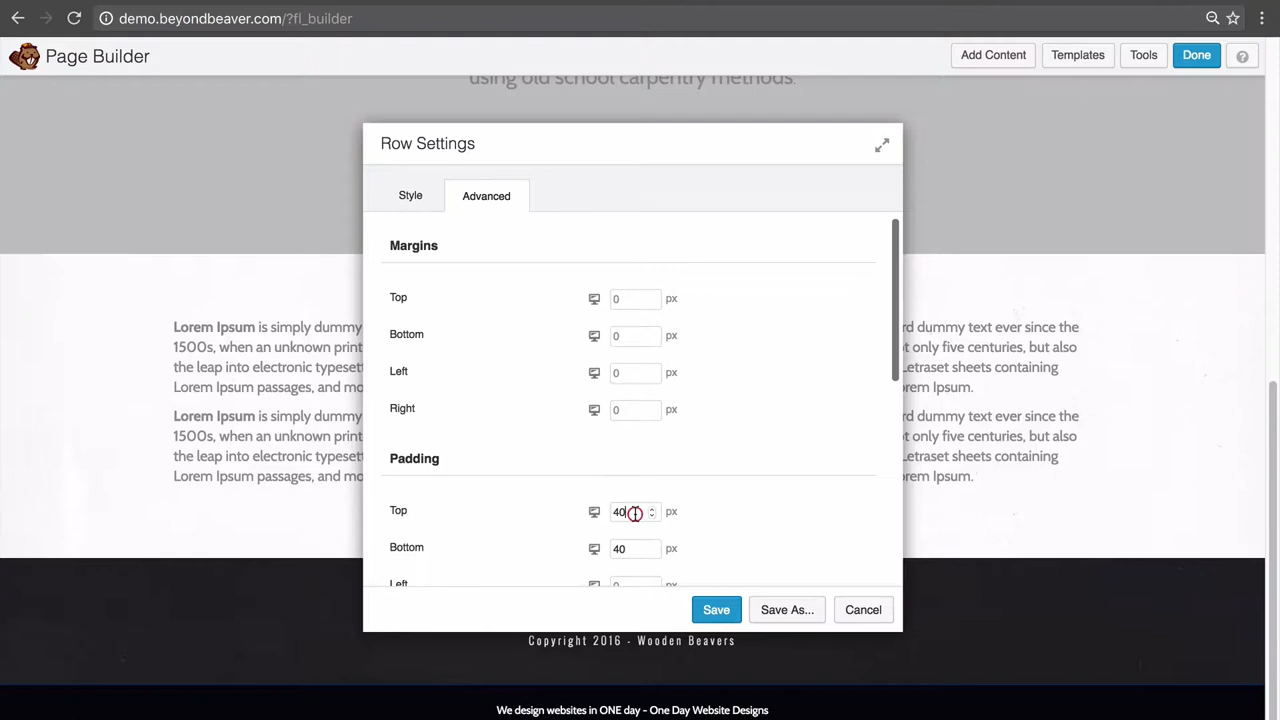 demo.beyondbeaver.com/?fl_builder
Page Builder
Add Content
Templates
Tools
Done
using old school carpentry methods.
Row Settings
Style
Advanced
Margins
Top
0
px
Bottom
0
px
Left
0
px
Right
0
px
Padding
Top
40
px
Bottom
40
px
Left
0
px
Save
Save As...
Cancel
Lorem Ipsum is simply dummy
rd dummy text ever since the
1500s, when an unknown print
ot only five centuries, but also
the leap into electronic typeset
Letraset sheets containing
Lorem Ipsum passages, and mo
orem Ipsum.
Lorem Ipsum is simply dummy
rd dummy text ever since the
1500s, when an unknown print
ot only five centuries, but also
the leap into electronic typeset
Letraset sheets containing
Lorem Ipsum passages, and mo
orem Ipsum.
Copyright 2016 - Wooden Beavers
We design websites in ONE day - One Day Website Designs